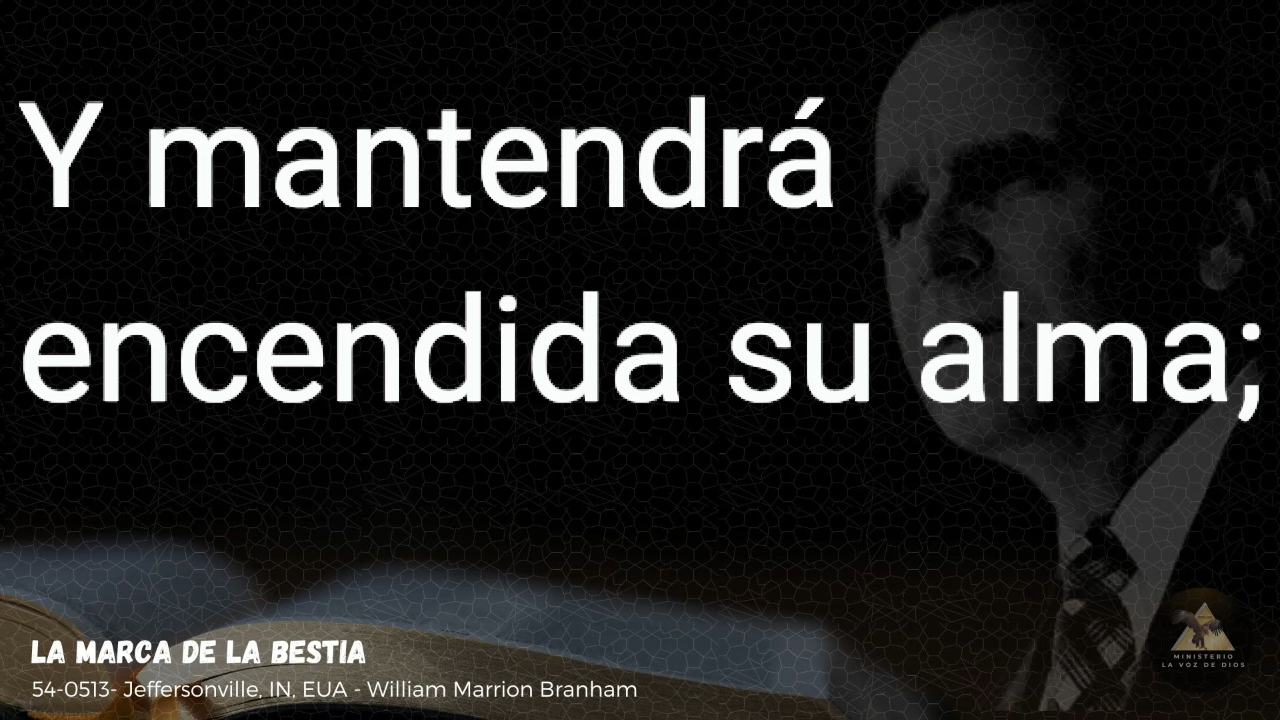 Y mantendrá
encendida su alma;
LA MARCA DE LA BESTIA
54-0513- Jeffersonville, IN, EUA - William Marrion Branham
MINISTERIO
LA VOZ DE DIOS